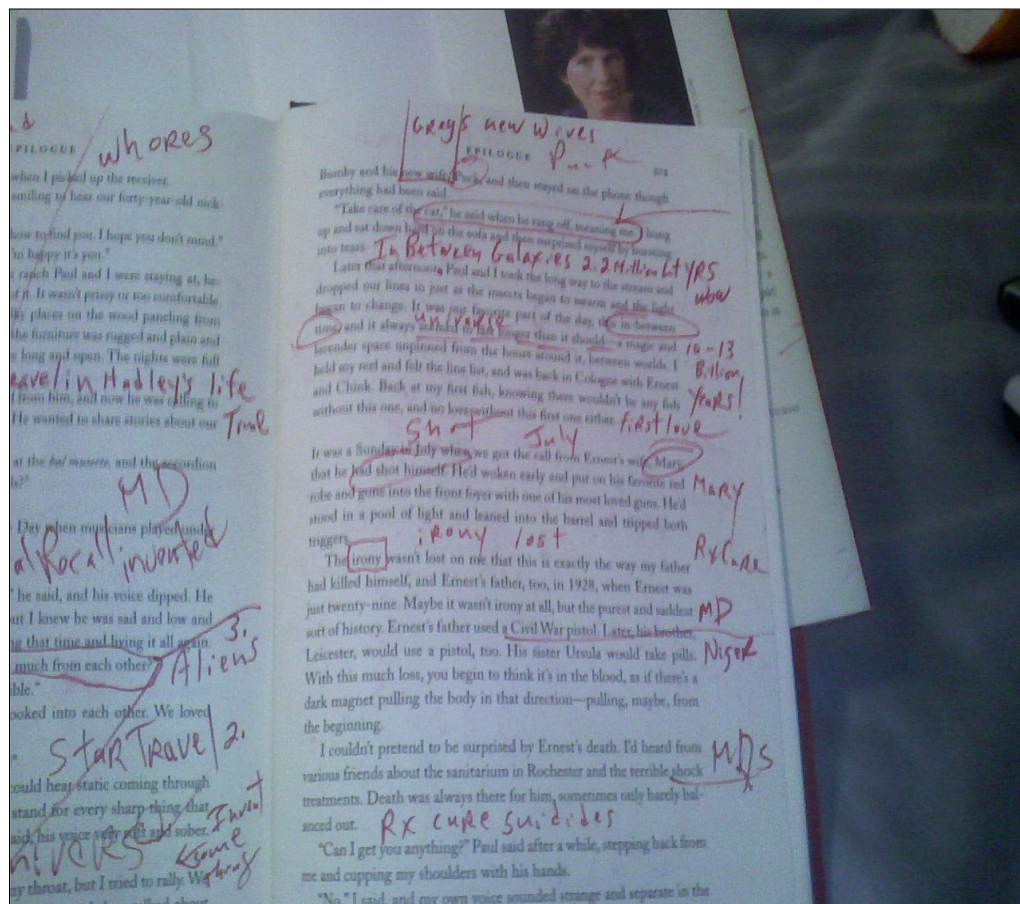 EPILOGUE
whores
when I picked up the receiver.
smiling to hear our forty-year-old nick-
how to find you. I hope you don't mind."
I'm happy it's you."
ranch Paul and I were staying at, he
of it. It wasn't prissy or too comfortable
places on the wood paneling from
the furniture was rugged and plain and
long and open. The nights were full
eave/in Hadley's life
from him, and now he was calling to
He wanted to share stories about our
True
at the bal musette, and the accordion
MD
Day when musicians played under
invented
he said, and his voice dipped. He
but I knew he was sad and low and
ng that time and living it all again.
3.
much from each other?"
Aliens
ible."
ooked into each other. We loved
Star Travel 2.
could hear static coming through
stand for every sharp thing that
said, his voice very soft and sober.
Invent
some
thing
my throat, but I tried to rally. We
Greg's new wives
EPILOGUE
P...k
Bumby and his new wife, Puck, and then stayed on the phone though
everything had been said.
"Take care of the cat," he said when he rang off, meaning me. I hung
up and sat down hard on the sofa and then surprised myself by bursting
into tears.
In Between Galaxies 2.2 Million Lt YRS
Later that afternoon, Paul and I took the long way to the stream and
dropped our lines in just as the insects began to swarm and the light
began to change. It was our favorite part of the day, this in-between
universe
time, and it always seemed to last longer than it should—a magic and
10-13
lavender space unpinned from the hours around it, between worlds. I
Billion
held my reel and felt the line list, and was back in Cologne with Ernest
and Chink. Back at my first fish, knowing there wouldn't be any fish
Years!
without this one, and no love without this first one either.
first love
Shot July
It was a Sunday in July when we got the call from Ernest's wife, Mary,
that he had shot himself. He'd woken early and put on his favorite red
Mary
robe and gone into the front foyer with one of his most loved guns. He'd
stood in a pool of light and leaned into the barrel and tripped both
triggers.
irony lost
Rx Cure
The irony wasn't lost on me that this is exactly the way my father
had killed himself, and Ernest's father, too, in 1928, when Ernest was
just twenty-nine. Maybe it wasn't irony at all, but the purest and saddest
MD
sort of history. Ernest's father used a Civil War pistol. Later, his brother,
Leicester, would use a pistol, too. His sister Ursula would take pills.
Niger
With this much loss, you begin to think it's in the blood, as if there's a
dark magnet pulling the body in that direction—pulling, maybe, from
the beginning.
I couldn't pretend to be surprised by Ernest's death. I'd heard from
MDs
various friends about the sanitarium in Rochester and the terrible shock
treatments. Death was always there for him, sometimes only barely bal-
anced out.
Rx cure suidides
"Can I get you anything?" Paul said after a while, stepping back from
me and cupping my shoulders with his hands.
"No," I said, and my own voice sounded strange and separate in the